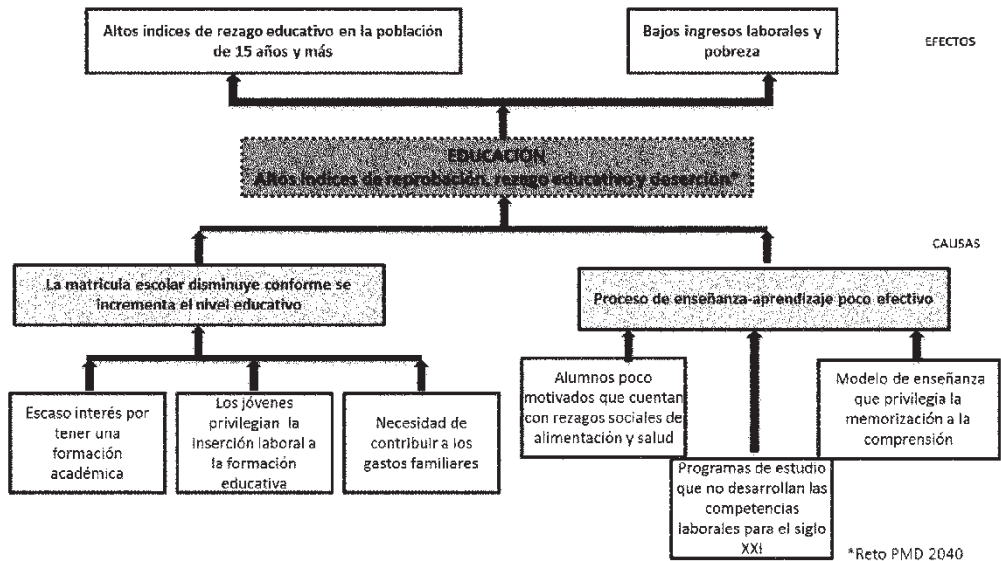 Altos índices de rezago educativo en la población
de 15 años y más
Bajos ingresos laborales y
pobreza
EFECTOS
EDUCACION
Altos índices de reprobación, rezago educativo y deserción*
CAUSAS
La matricula escolar disminuye conforme se
incrementa el nivel educativo
Proceso de enseñanza-aprendizaje poco efectivo
Escaso interés por
tener una
formación
académica
Los jóvenes
privilegian la
inserción laboral a
la formación
educativa
Necesidad de
contribuir a los
gastos familiares
Alumnos poco
motivados que cuentan
con rezagos sociales de
alimentación y salud
Programas de estudio
que no desarrollan las
competencias
laborales para el siglo
XXI
Modelo de enseñanza
que privilegia la
memorización a la
comprensión
*Reto PMD 2040